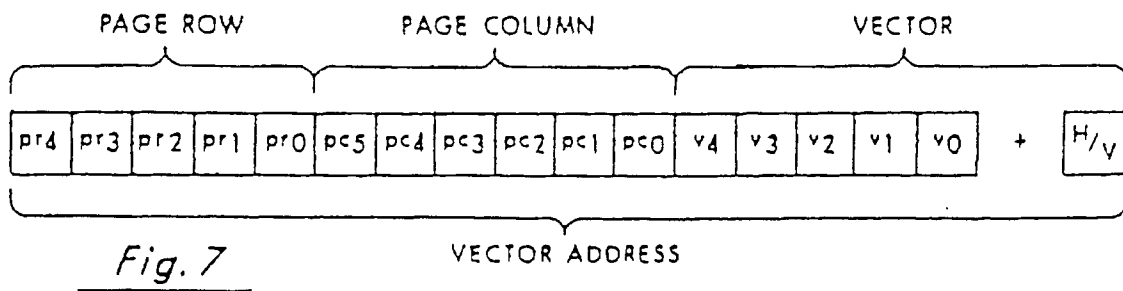 PAGE ROW PAGE COLUMN VECTOR
pr4 pr3 pr2 pr1 pr0 pc5 pc4 pc3 pc2 pc1 pc0 v4 v3 v2 v1 v0 + H/V
VECTOR ADDRESS
Fig. 7